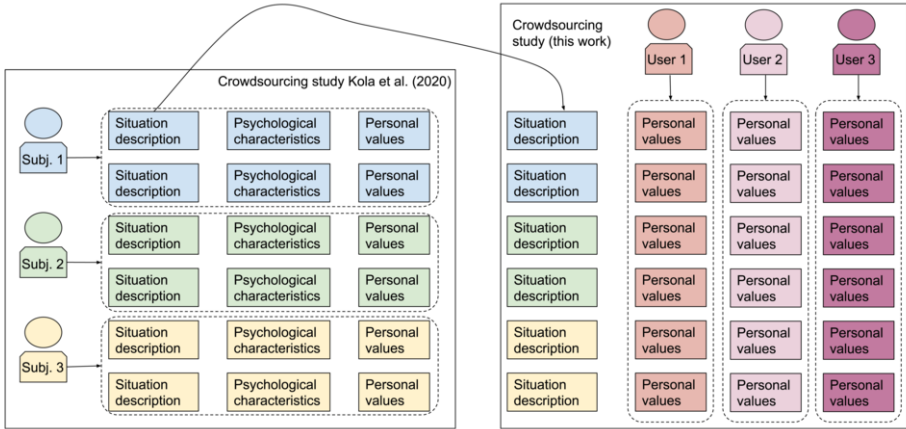 Crowdsourcing study Kola et al. (2020)
Subj. 1
Situation description
Psychological characteristics
Personal values
Situation description
Psychological characteristics
Personal values
Subj. 2
Situation description
Psychological characteristics
Personal values
Situation description
Psychological characteristics
Personal values
Subj. 3
Situation description
Psychological characteristics
Personal values
Situation description
Psychological characteristics
Personal values
Crowdsourcing
study (this work)
User 1
User 2
User 3
Situation description
Personal values
Personal values
Personal values
Situation description
Personal values
Personal values
Personal values
Situation description
Personal values
Personal values
Personal values
Situation description
Personal values
Personal values
Personal values
Situation description
Personal values
Personal values
Personal values
Situation description
Personal values
Personal values
Personal values